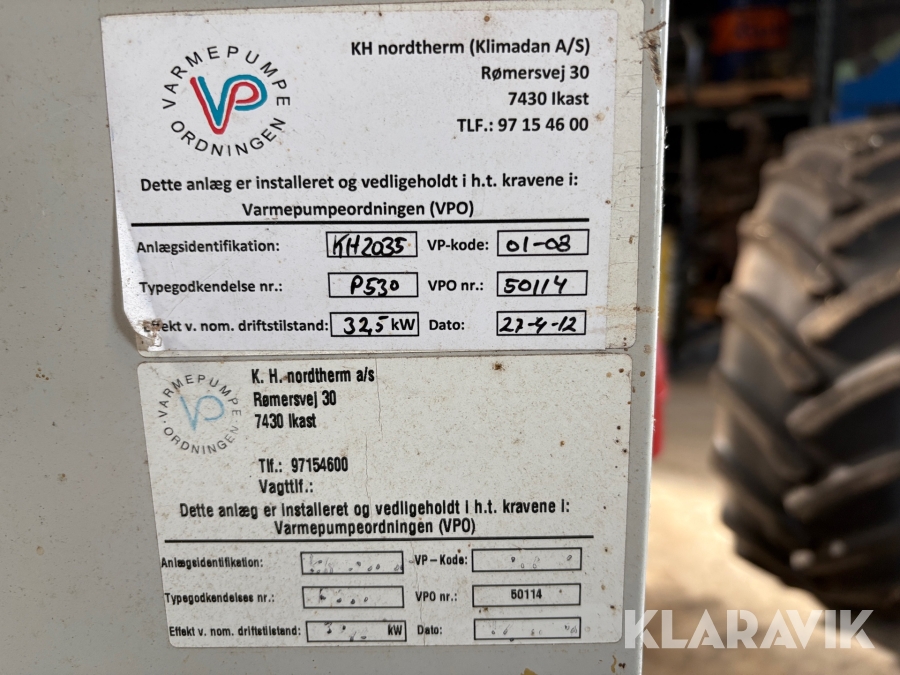 VARMEPUMPE
VP
ORDNINGEN
KH nordtherm (Klimadan A/S)
Rømersvej 30
7430 Ikast
TLF.: 97 15 46 00
Dette anlæg er installeret og vedligeholdt i h.t. kravene i:
Varmepumpeordningen (VPO)
Anlægsidentifikation: KH2035 VP-kode: 01-08
Typegodkendelse nr.: P530 VPO nr.: 50114
Effekt v. nom. driftstilstand: 32,5 kW Dato: 27-4-12
VARMEPUMPE
VP
ORDNINGEN
K. H. nordtherm a/s
Rømersvej 30
7430 Ikast
Tlf.: 97154600
Vagttlf.:
Dette anlæg er installeret og vedligeholdt i h.t. kravene i:
Varmepumpeordningen (VPO)
Anlægsidentifikation: VP-Kode:
Typegodkendelses nr.: VPO nr.: 50114
Effekt v. nom. driftstilstand: kW Dato:
KLARAVIK